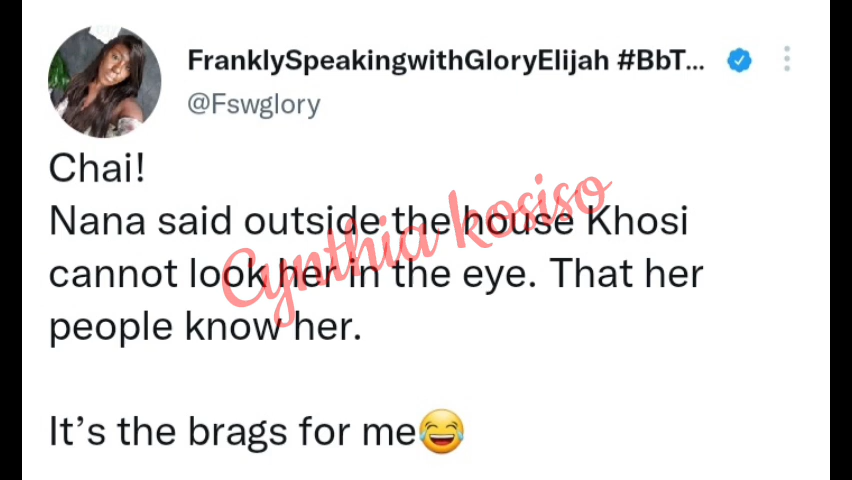 FranklySpeakingwithGloryElijah #BbT...
@Fswglory
Chai!
Nana said outside the house Khosi
cannot look her in the eye. That her
people know her.
It’s the brags for me😂
Cynthia kosiso